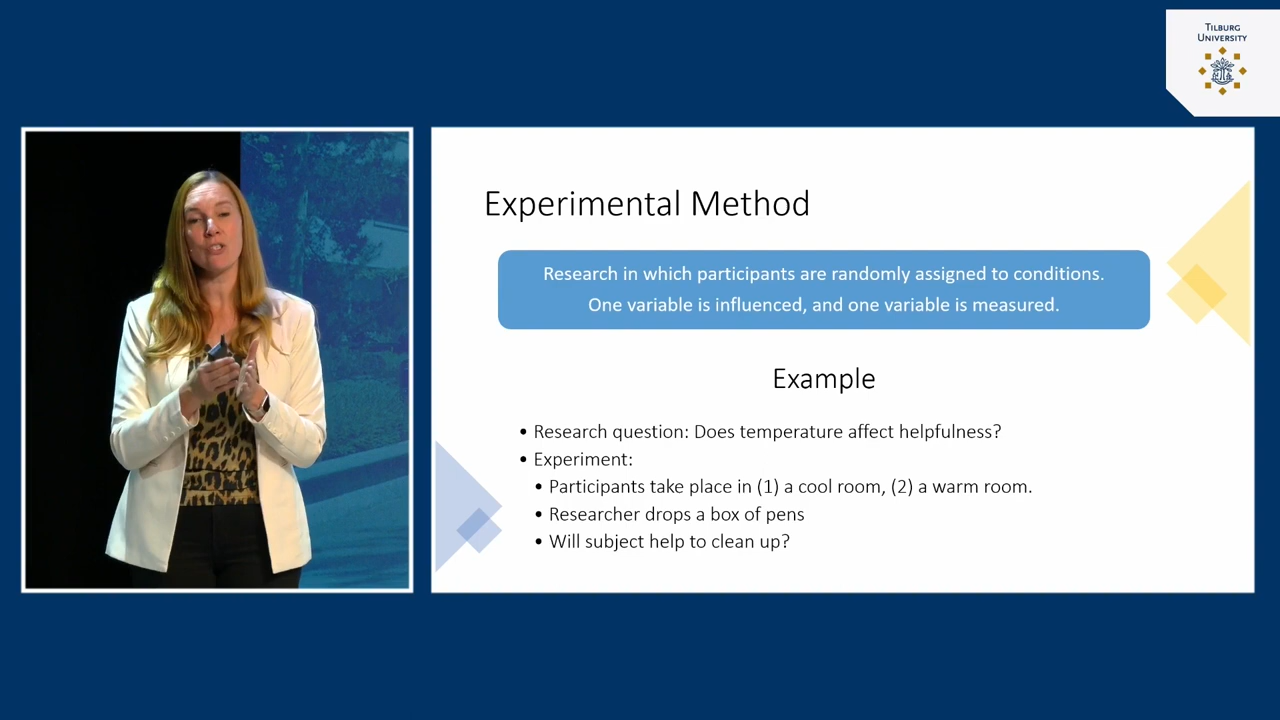 TILBURG
UNIVERSITY
Experimental Method
Research in which participants are randomly assigned to conditions.
One variable is influenced, and one variable is measured.
Example
• Research question: Does temperature affect helpfulness?
• Experiment:
• Participants take place in (1) a cool room, (2) a warm room.
• Researcher drops a box of pens
• Will subject help to clean up?